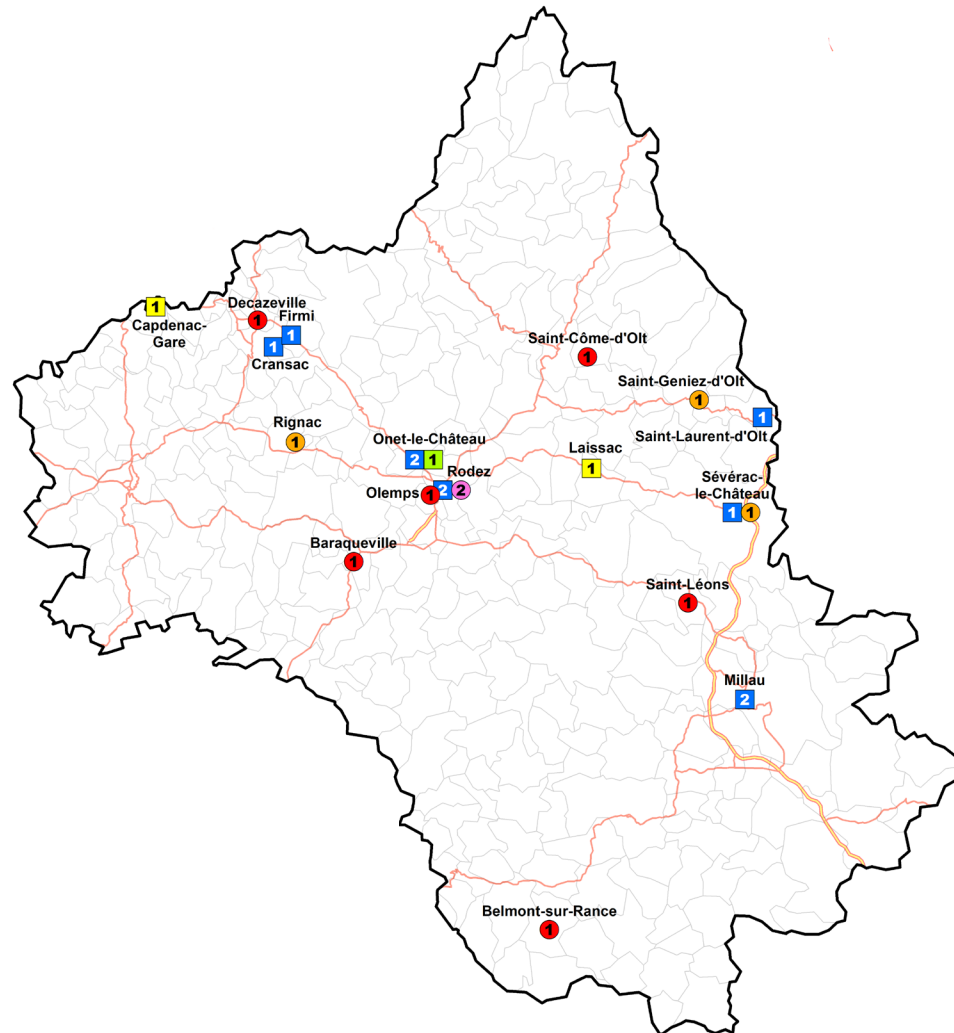 Decazeville
1
Firmi
1
1
Capdenac-
Gare
1
Cransac
Saint-Côme-d'Olt
1
Saint-Geniez-d'Olt
1
1
Saint-Laurent-d'Olt
Rignac
1
Onet-le-Château
2 1
Laissac
1
Rodez
Olemps 1 2 2
Sévérac-
le-Château
1 1
Baraqueville
1
Saint-Léons
1
Millau
2
Belmont-sur-Rance
1